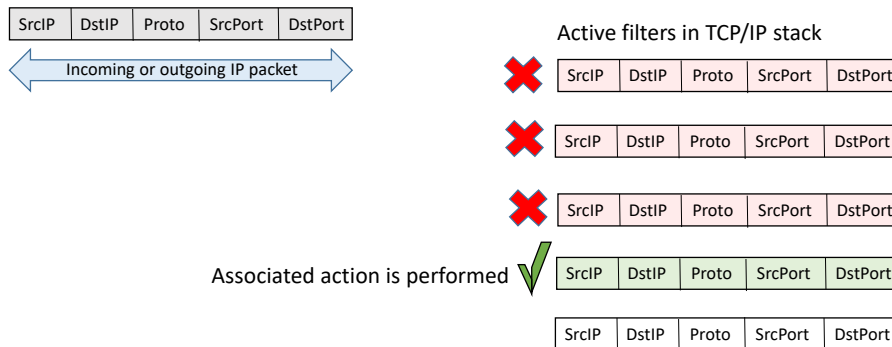 SrcIP DstIP Proto SrcPort DstPort
Incoming or outgoing IP packet
Active filters in TCP/IP stack
SrcIP DstIP Proto SrcPort DstPort
SrcIP DstIP Proto SrcPort DstPort
SrcIP DstIP Proto SrcPort DstPort
Associated action is performed
SrcIP DstIP Proto SrcPort DstPort
SrcIP DstIP Proto SrcPort DstPort